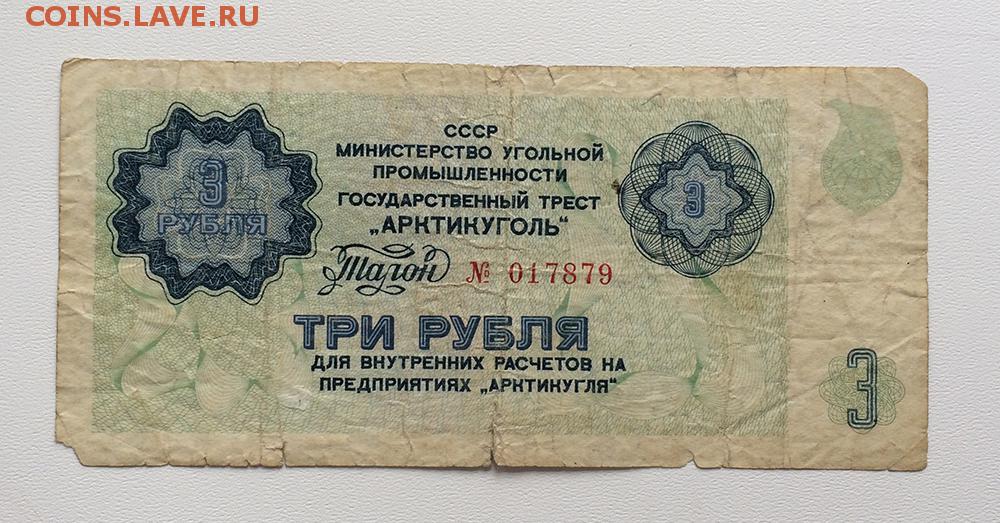 COINS.LAVE.РУ
3
РУБЛЯ
СССР
МИНИСТЕРСТВО УГОЛЬНОЙ
ПРОМЫШЛЕННОСТИ
ГОСУДАРСТВЕННЫЙ ТРЕСТ
„АРКТИКУГОЛЬ“
Талон № 017879
3
ТРИ РУБЛЯ
ДЛЯ ВНУТРЕННИХ РАСЧЕТОВ НА
ПРЕДПРИЯТИЯХ „АРКТИКУГЛЯ“
3